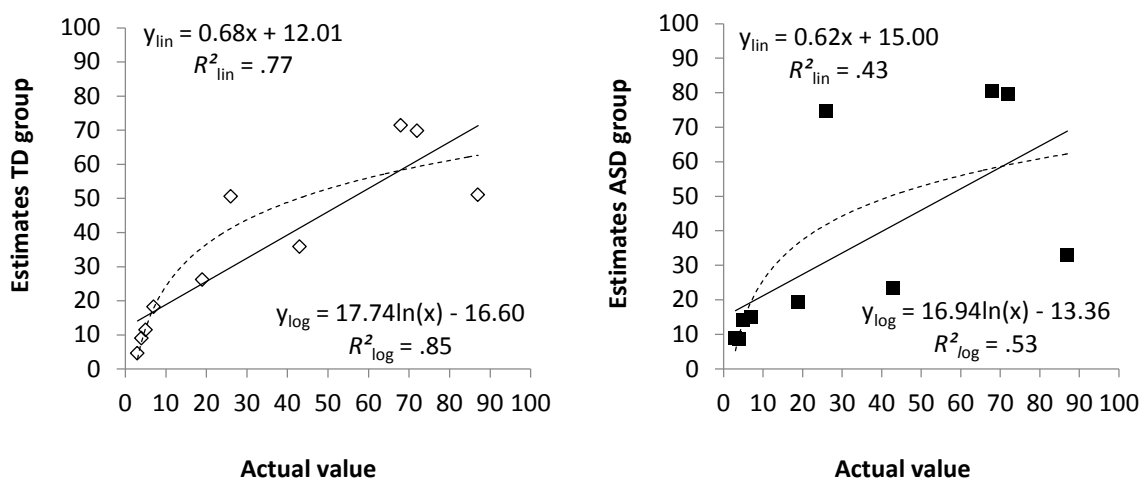 Estimates TD group
100
90
80
70
60
50
40
30
20
10
0
y_lin = 0.68x + 12.01
R²_lin = .77
y_log = 17.74ln(x) - 16.60
R²_log = .85
0 10 20 30 40 50 60 70 80 90 100
Actual value
Estimates ASD group
100
90
80
70
60
50
40
30
20
10
0
y_lin = 0.62x + 15.00
R²_lin = .43
y_log = 16.94ln(x) - 13.36
R²_log = .53
0 10 20 30 40 50 60 70 80 90 100
Actual value